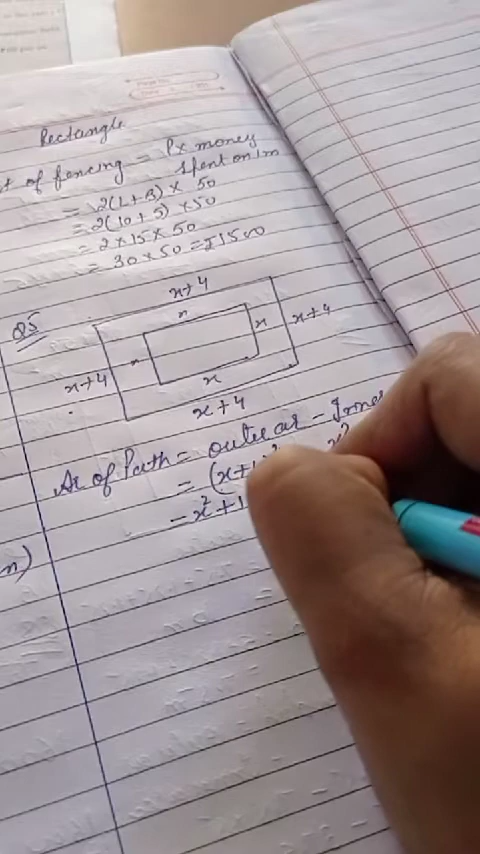 Rectangle
of fencing = P x money
spent on 1m
= 2(l + B) x 50
= 2(10 + 5) x 50
= 2 x 15 x 50
= 30 x 50 = ₹1500
Q5
x+4
x
x
x+4
x+4
x
x
x+4
Ar of Path = outer ar - Inner
= (x+
= x² + 1